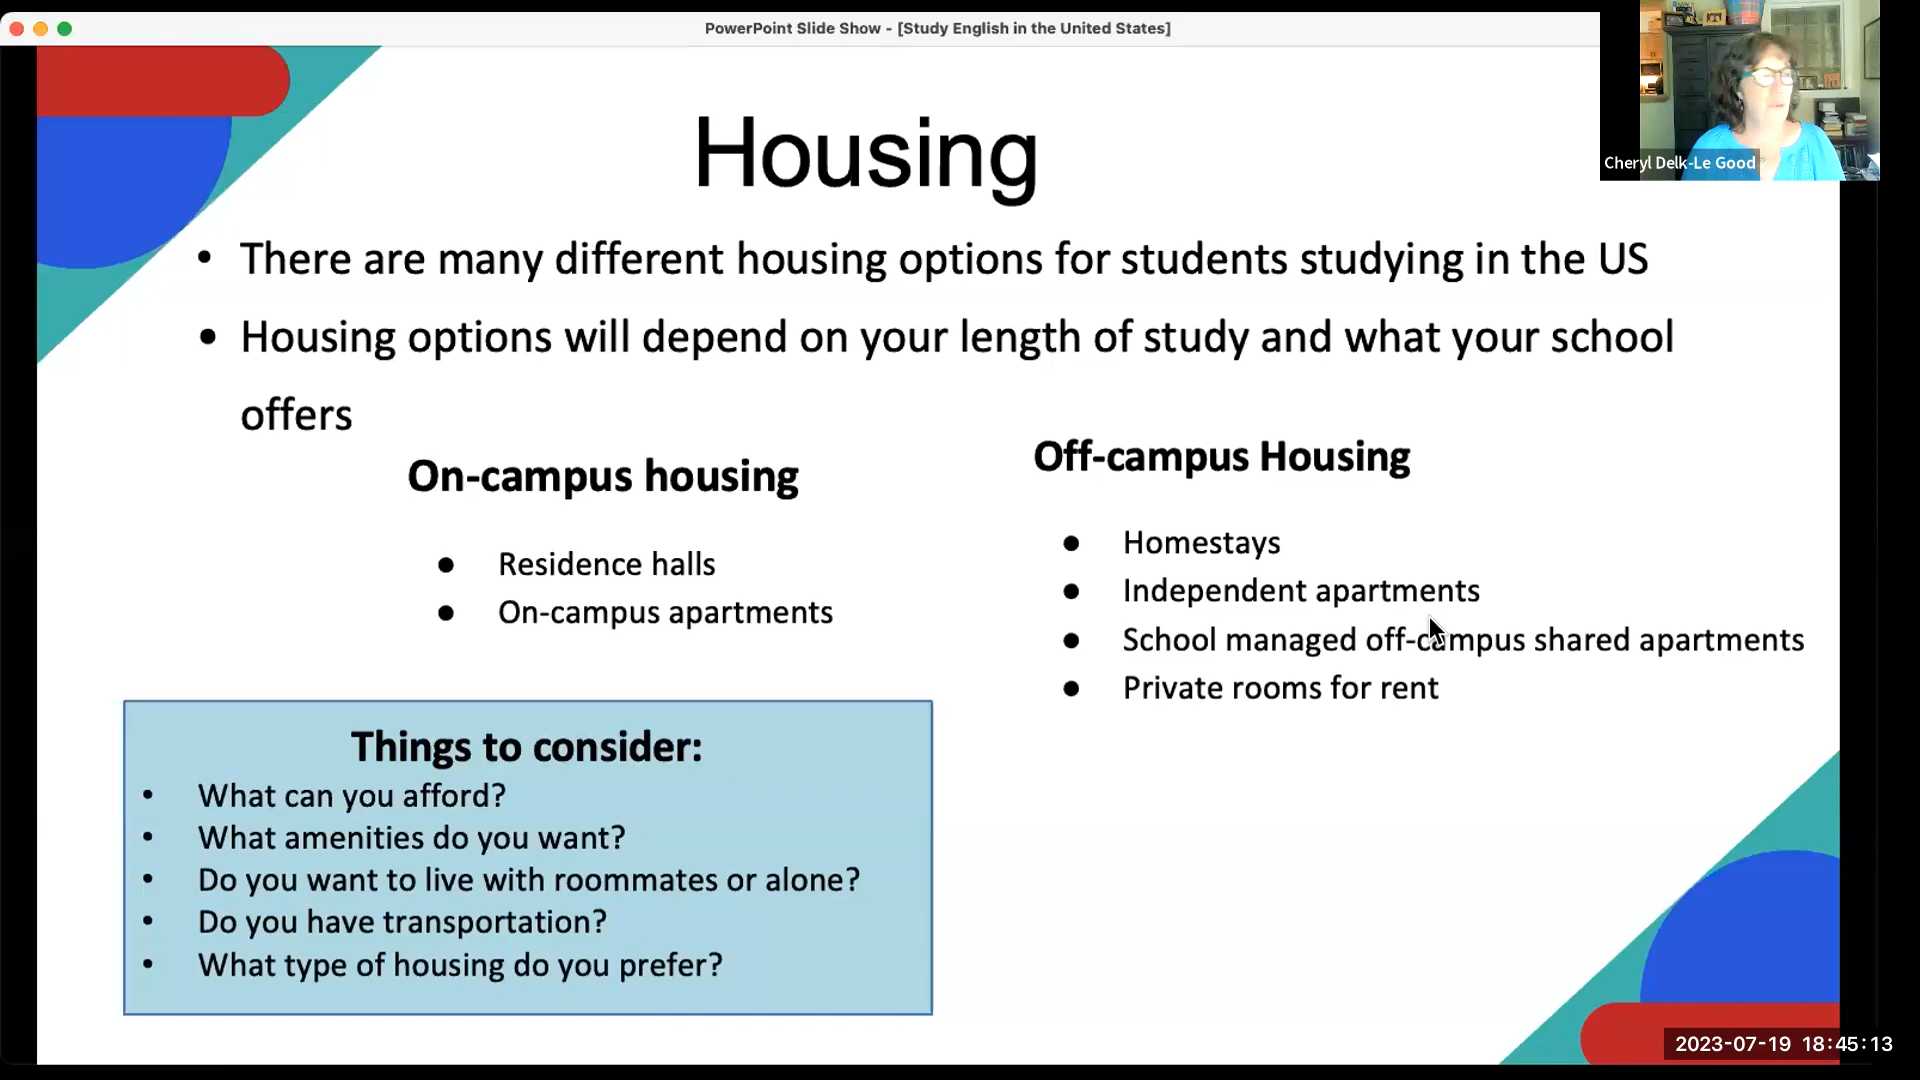 PowerPoint Slide Show - [Study English in the United States]
Cheryl Delk-Le Good
Housing
• There are many different housing options for students studying in the US
• Housing options will depend on your length of study and what your school
offers
On-campus housing
● Residence halls
● On-campus apartments
Off-campus Housing
● Homestays
● Independent apartments
● School managed off-campus shared apartments
● Private rooms for rent
Things to consider:
• What can you afford?
• What amenities do you want?
• Do you want to live with roommates or alone?
• Do you have transportation?
• What type of housing do you prefer?
2023-07-19 18:45:13